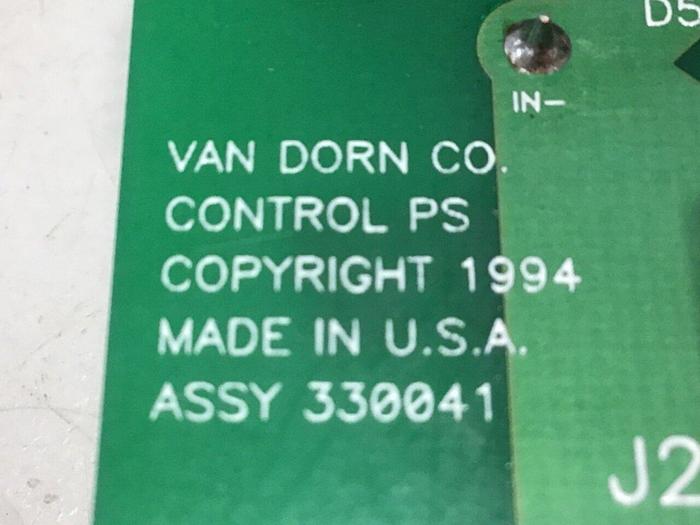 D5
IN-
VAN DORN CO.
CONTROL PS
COPYRIGHT 1994
MADE IN U.S.A.
ASSY 330041
J2